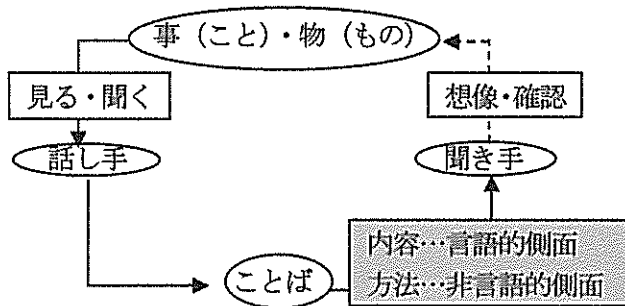 事（こと）・物（もの）
見る・聞く
想像・確認
話し手
聞き手
内容…言語的側面
方法…非言語的側面
ことば